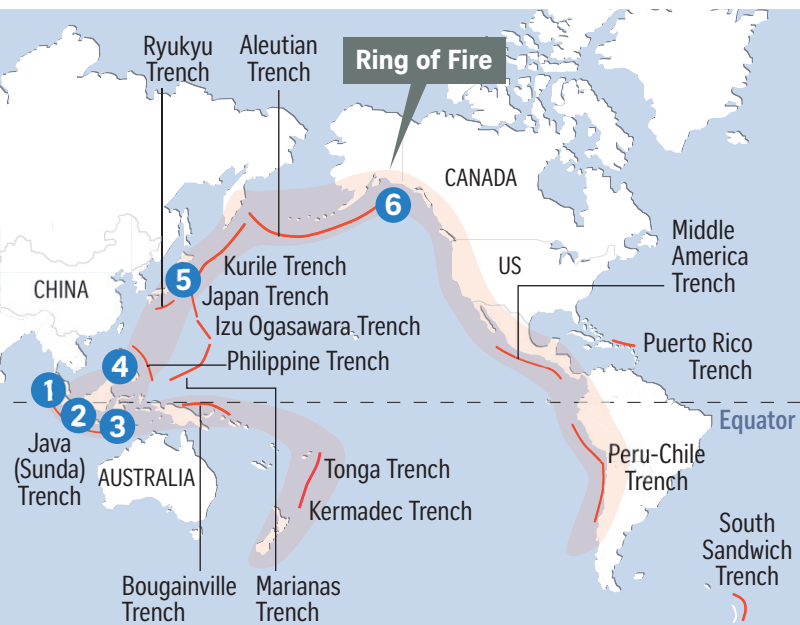 Ryukyu
Trench
Aleutian
Trench
Ring of Fire
CANADA
6
Middle
America
Trench
US
Kurile Trench
5
CHINA
Japan Trench
Izu Ogasawara Trench
Puerto Rico
Trench
4
Philippine Trench
1
2
3
Equator
Java
(Sunda)
Trench
AUSTRALIA
Tonga Trench
Peru-Chile
Trench
Kermadec Trench
South
Sandwich
Trench
Bougainville
Trench
Marianas
Trench